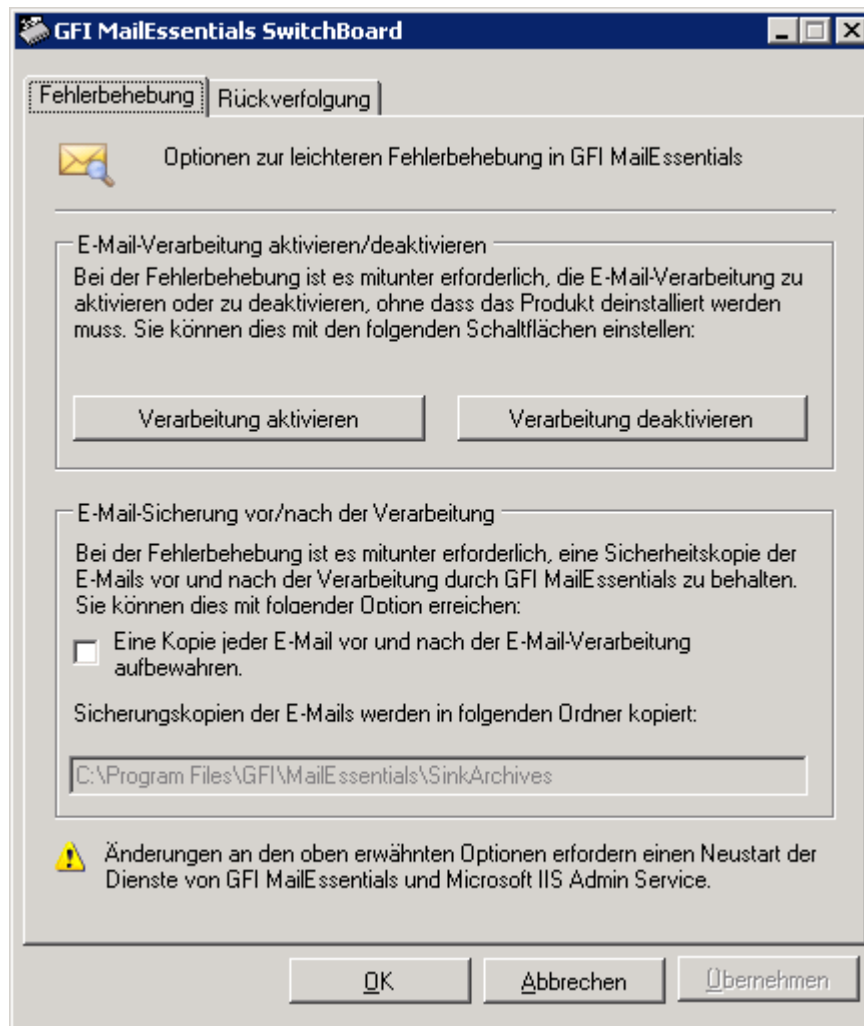 GFI MailEssentials SwitchBoard
Fehlerbehebung
Rückverfolgung
Optionen zur leichteren Fehlerbehebung in GFI MailEssentials
E-Mail-Verarbeitung aktivieren/deaktivieren
Bei der Fehlerbehebung ist es mitunter erforderlich, die E-Mail-Verarbeitung zu
aktivieren oder zu deaktivieren, ohne dass das Produkt deinstalliert werden
muss. Sie können dies mit den folgenden Schaltflächen einstellen:
Verarbeitung aktivieren
Verarbeitung deaktivieren
E-Mail-Sicherung vor/nach der Verarbeitung
Bei der Fehlerbehebung ist es mitunter erforderlich, eine Sicherheitskopie der
E-Mails vor und nach der Verarbeitung durch GFI MailEssentials zu behalten.
Sie können dies mit folgender Option erreichen:
Eine Kopie jeder E-Mail vor und nach der E-Mail-Verarbeitung
aufbewahren.
Sicherungskopien der E-Mails werden in folgenden Ordner kopiert:
C:\Program Files\GFI\MailEssentials\SinkArchives
Änderungen an den oben erwähnten Optionen erfordern einen Neustart der
Dienste von GFI MailEssentials und Microsoft IIS Admin Service.
OK
Abbrechen
Übernehmen